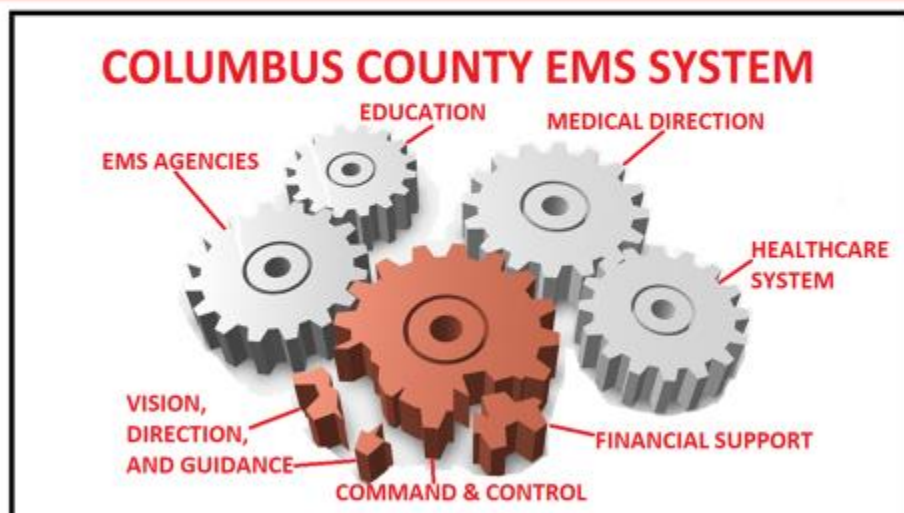 COLUMBUS COUNTY EMS SYSTEM
EDUCATION
MEDICAL DIRECTION
EMS AGENCIES
HEALTHCARE
SYSTEM
VISION,
DIRECTION,
AND GUIDANCE
FINANCIAL SUPPORT
COMMAND & CONTROL